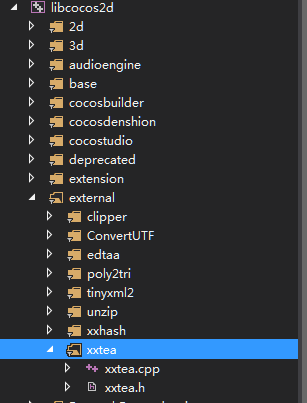 libcocos2d
2d
3d
audioengine
base
cocosbuilder
cocosdenshion
cocostudio
deprecated
extension
external
clipper
ConvertUTF
edtaa
poly2tri
tinyxml2
unzip
xxhash
xxtea
xxtea.cpp
xxtea.h